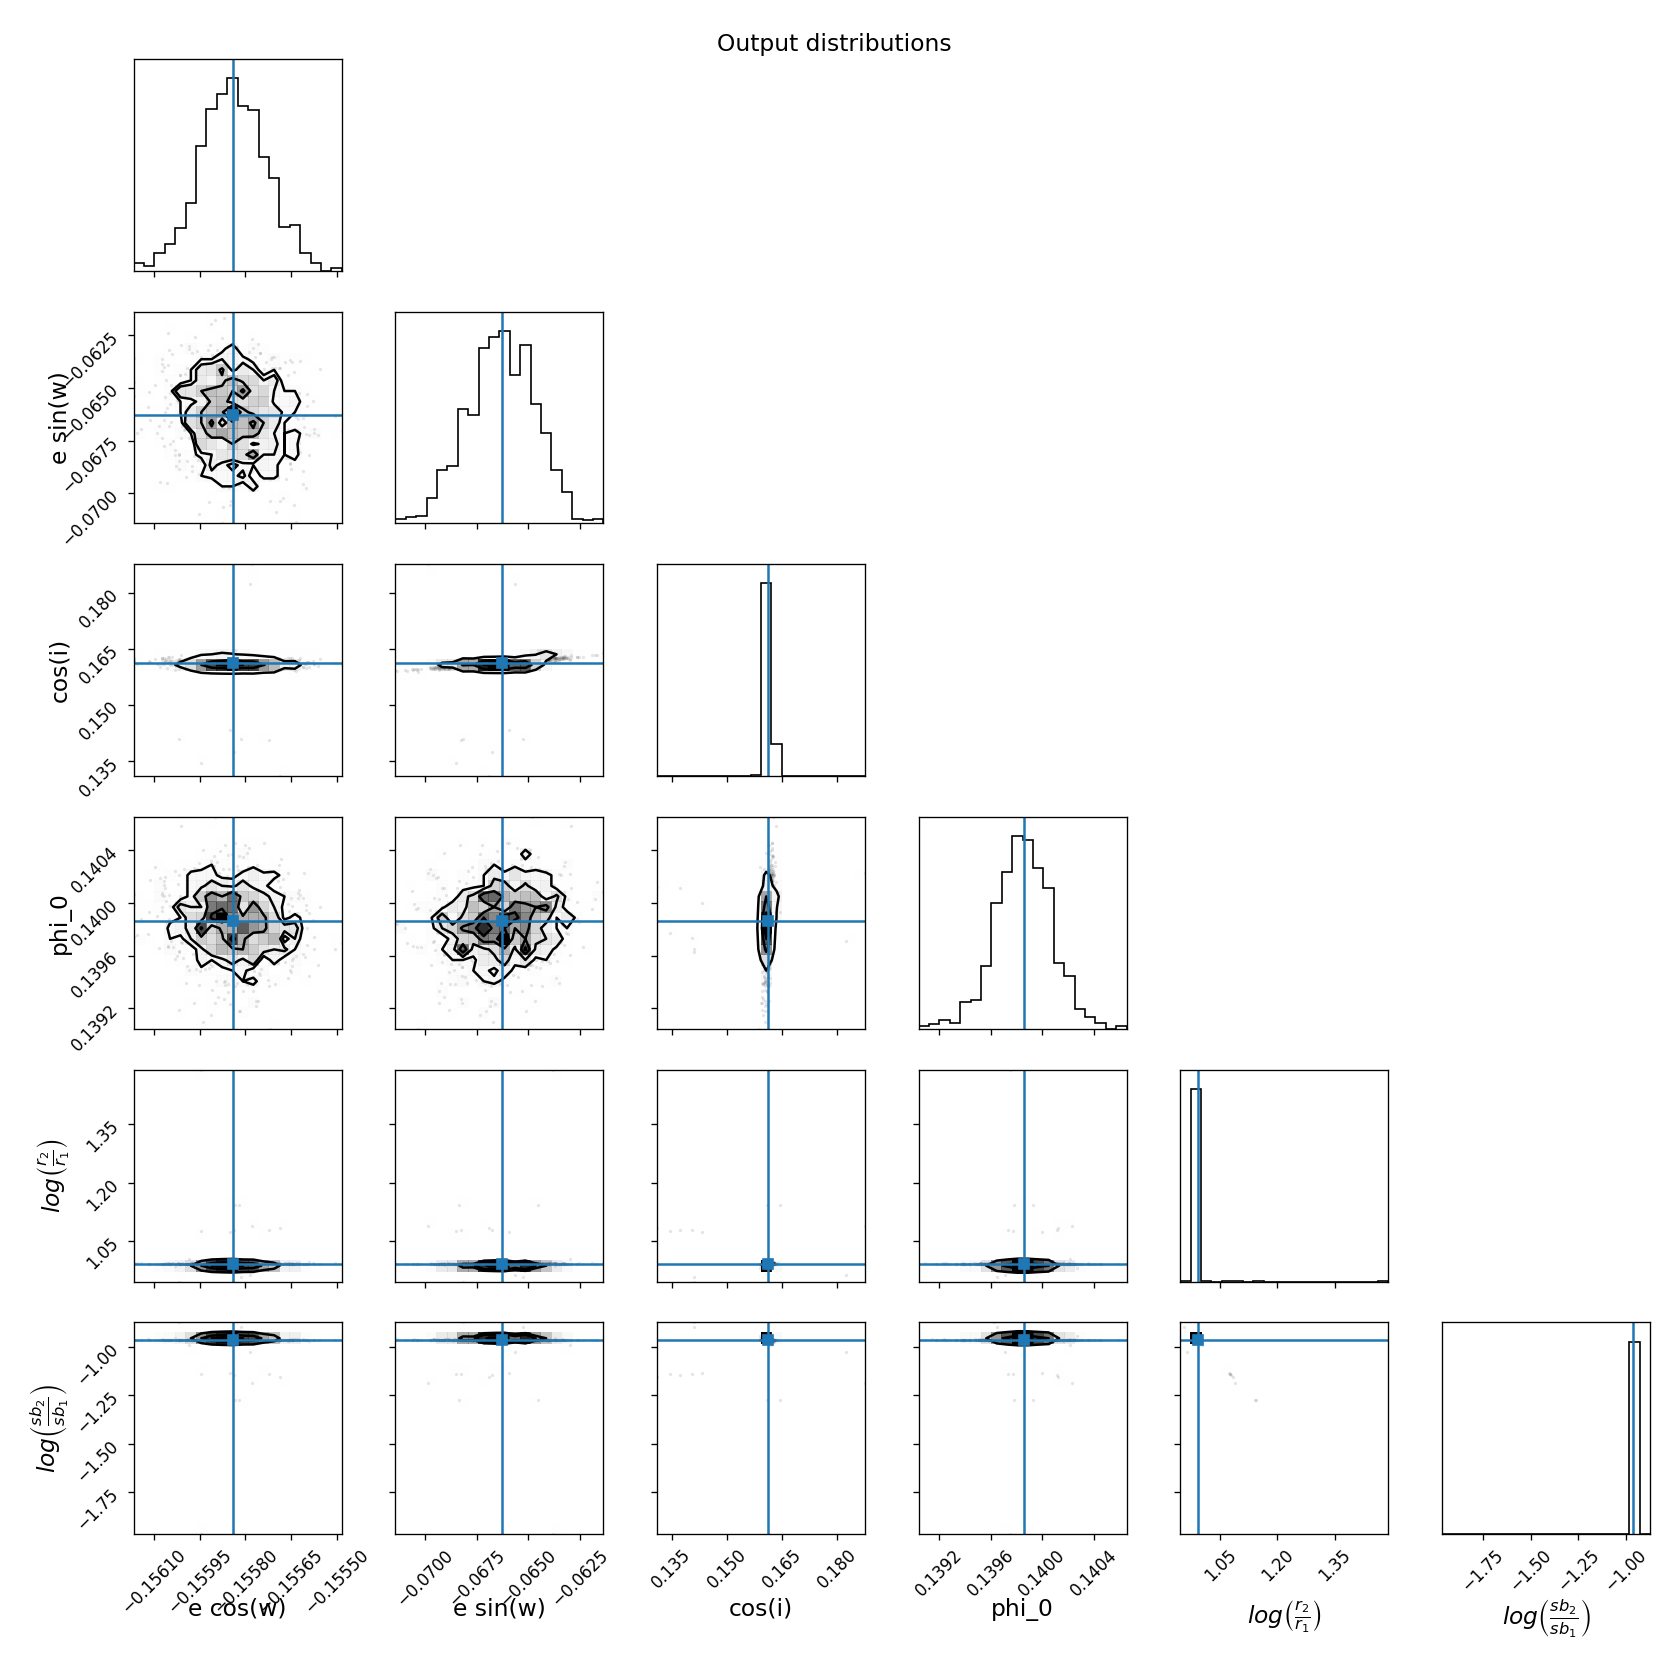 Output distributions
e sin(w)
−0.0625
−0.0650
−0.0675
−0.0700
cos(i)
0.180
0.165
0.150
0.135
phi_0
0.1404
0.1400
0.1396
0.1392
log(r₂/r₁)
1.35
1.20
1.05
log(sb₂/sb₁)
−1.00
−1.25
−1.50
−1.75
−0.15610 −0.15595 −0.15580 −0.15565 −0.15550
e cos(w)
−0.0700 −0.0675 −0.0650 −0.0625
e sin(w)
0.135 0.150 0.165 0.180
cos(i)
0.1392 0.1396 0.1400 0.1404
phi_0
1.05 1.20 1.35
log(r₂/r₁)
−1.75 −1.50 −1.25 −1.00
log(sb₂/sb₁)